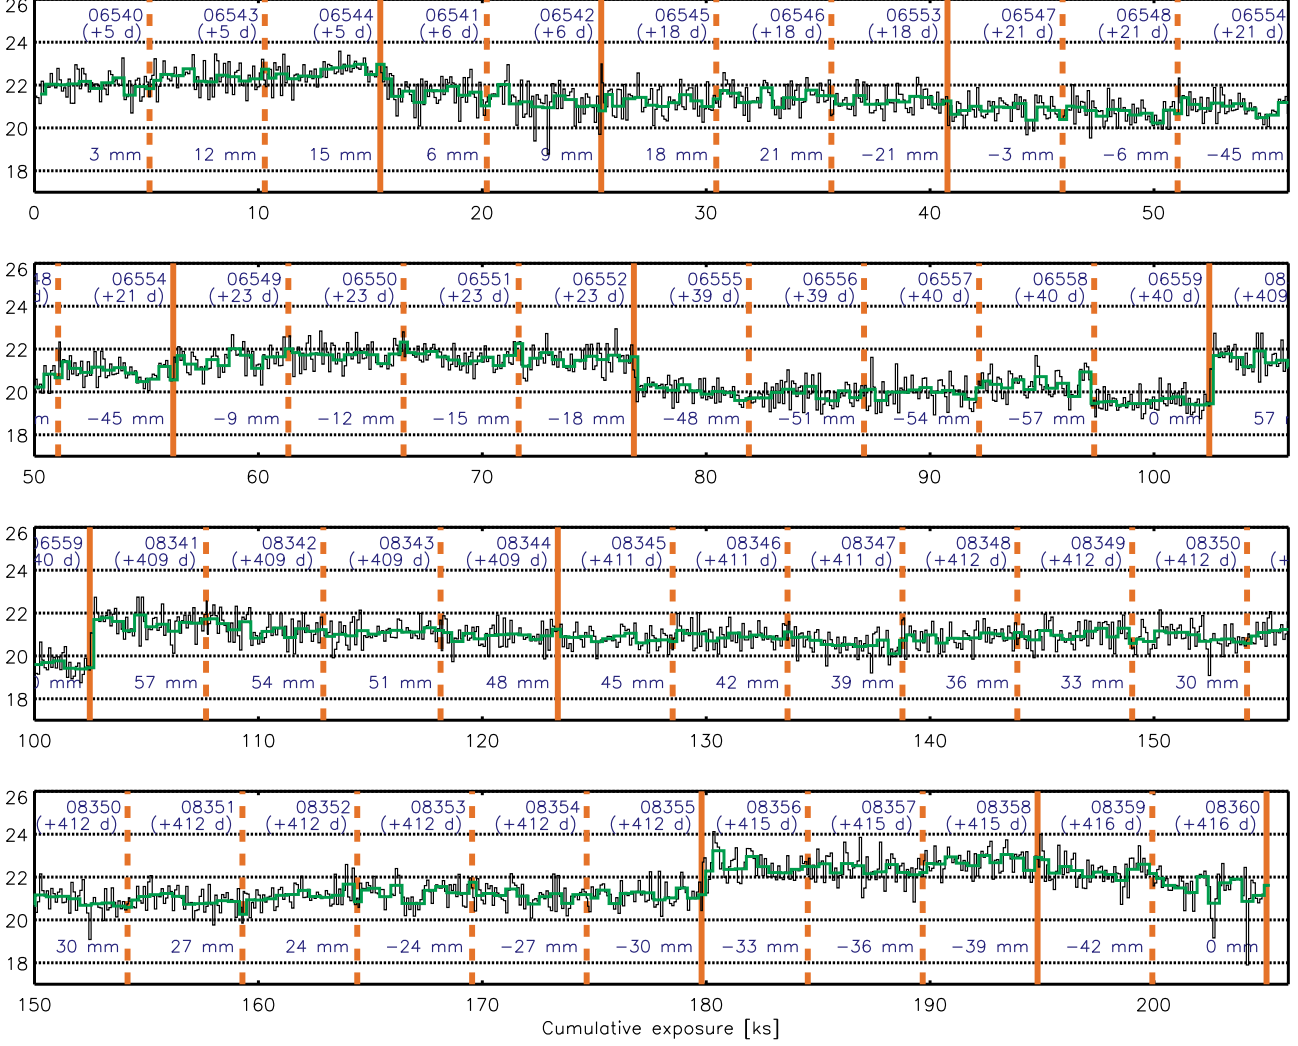 26
06540 06543 06544 06541 06542 06545 06546 06553 06547 06548 06554
(+5 d) (+5 d) (+5 d) (+6 d) (+6 d) (+18 d) (+18 d) (+18 d) (+21 d) (+21 d) (+21 d)
24
22
20
3 mm 12 mm 15 mm 6 mm 9 mm 18 mm 21 mm −21 mm −3 mm −6 mm −45 mm
18
0 10 20 30 40 50
26
48 06554 06549 06550 06551 06552 06555 06556 06557 06558 06559 08
d) (+21 d) (+23 d) (+23 d) (+23 d) (+23 d) (+39 d) (+39 d) (+40 d) (+40 d) (+40 d) (+409
24
22
20
m −45 mm −9 mm −12 mm −15 mm −18 mm −48 mm −51 mm −54 mm −57 mm 0 mm 57
18
50 60 70 80 90 100
26
06559 08341 08342 08343 08344 08345 08346 08347 08348 08349 08350
40 d) (+409 d) (+409 d) (+409 d) (+409 d) (+411 d) (+411 d) (+411 d) (+412 d) (+412 d) (+412 d) (+
24
22
20
0 mm 57 mm 54 mm 51 mm 48 mm 45 mm 42 mm 39 mm 36 mm 33 mm 30 mm
18
100 110 120 130 140 150
26
08350 08351 08352 08353 08354 08355 08356 08357 08358 08359 08360
(+412 d) (+412 d) (+412 d) (+412 d) (+412 d) (+412 d) (+415 d) (+415 d) (+415 d) (+416 d) (+416 d)
24
22
20
30 mm 27 mm 24 mm −24 mm −27 mm −30 mm −33 mm −36 mm −39 mm −42 mm 0 mm
18
150 160 170 180 190 200
Cumulative exposure [ks]